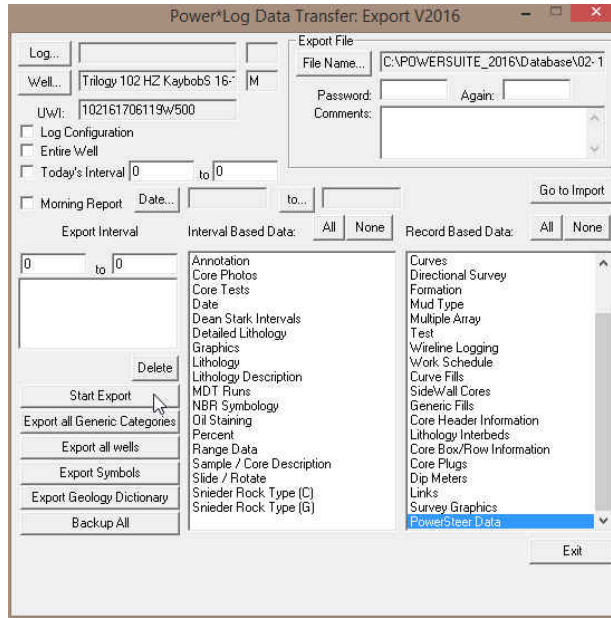 Power*Log Data Transfer: Export V2016
Log...
Well...
Trilogy 102 HZ KaybobS 16-
M
UWI:
102161706119W500
Log Configuration
Entire Well
Today's Interval
0
to
0
Morning Report
Date...
to...
Export File
File Name...
C:\POWERSUITE_2016\Database\02-1
Password:
Again:
Comments:
Go to Import
Export Interval
0
to
0
Delete
Start Export
Export all Generic Categories
Export all wells
Export Symbols
Export Geology Dictionary
Backup All
Interval Based Data:
All
None
Annotation
Core Photos
Core Tests
Date
Dean Stark Intervals
Detailed Lithology
Graphics
Lithology
Lithology Description
MDT Runs
NBR Symbology
Oil Staining
Percent
Range Data
Sample / Core Description
Slide / Rotate
Snieder Rock Type (C)
Snieder Rock Type (G)
Record Based Data:
All
None
Curves
Directional Survey
Formation
Mud Type
Multiple Array
Test
Wireline Logging
Work Schedule
Curve Fills
SideWall Cores
Generic Fills
Core Header Information
Lithology Interbeds
Core Box/Row Information
Core Plugs
Dip Meters
Links
Survey Graphics
PowerSteer Data
Exit